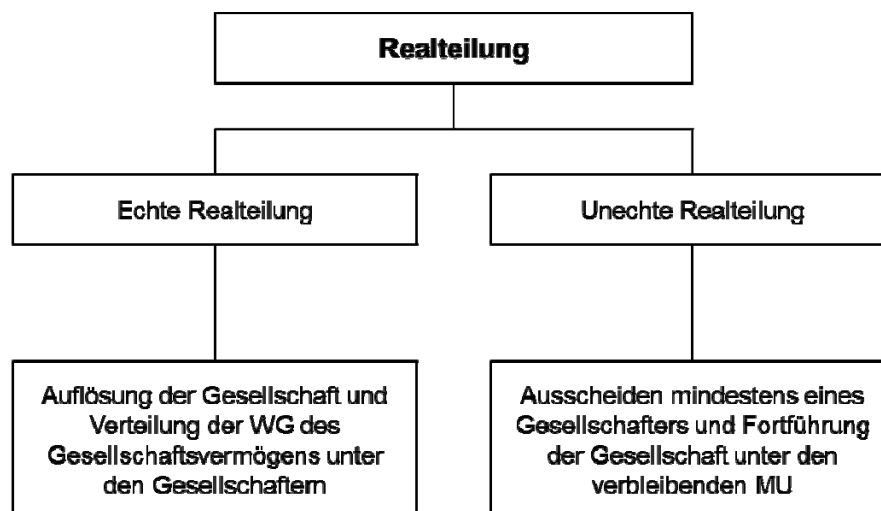 Realteilung
Echte Realteilung
Unechte Realteilung
Auflösung der Gesellschaft und
Verteilung der WG des
Gesellschaftsvermögens unter
den Gesellschaftern
Ausscheiden mindestens eines
Gesellschafters und Fortführung
der Gesellschaft unter den
verbleibenden MU